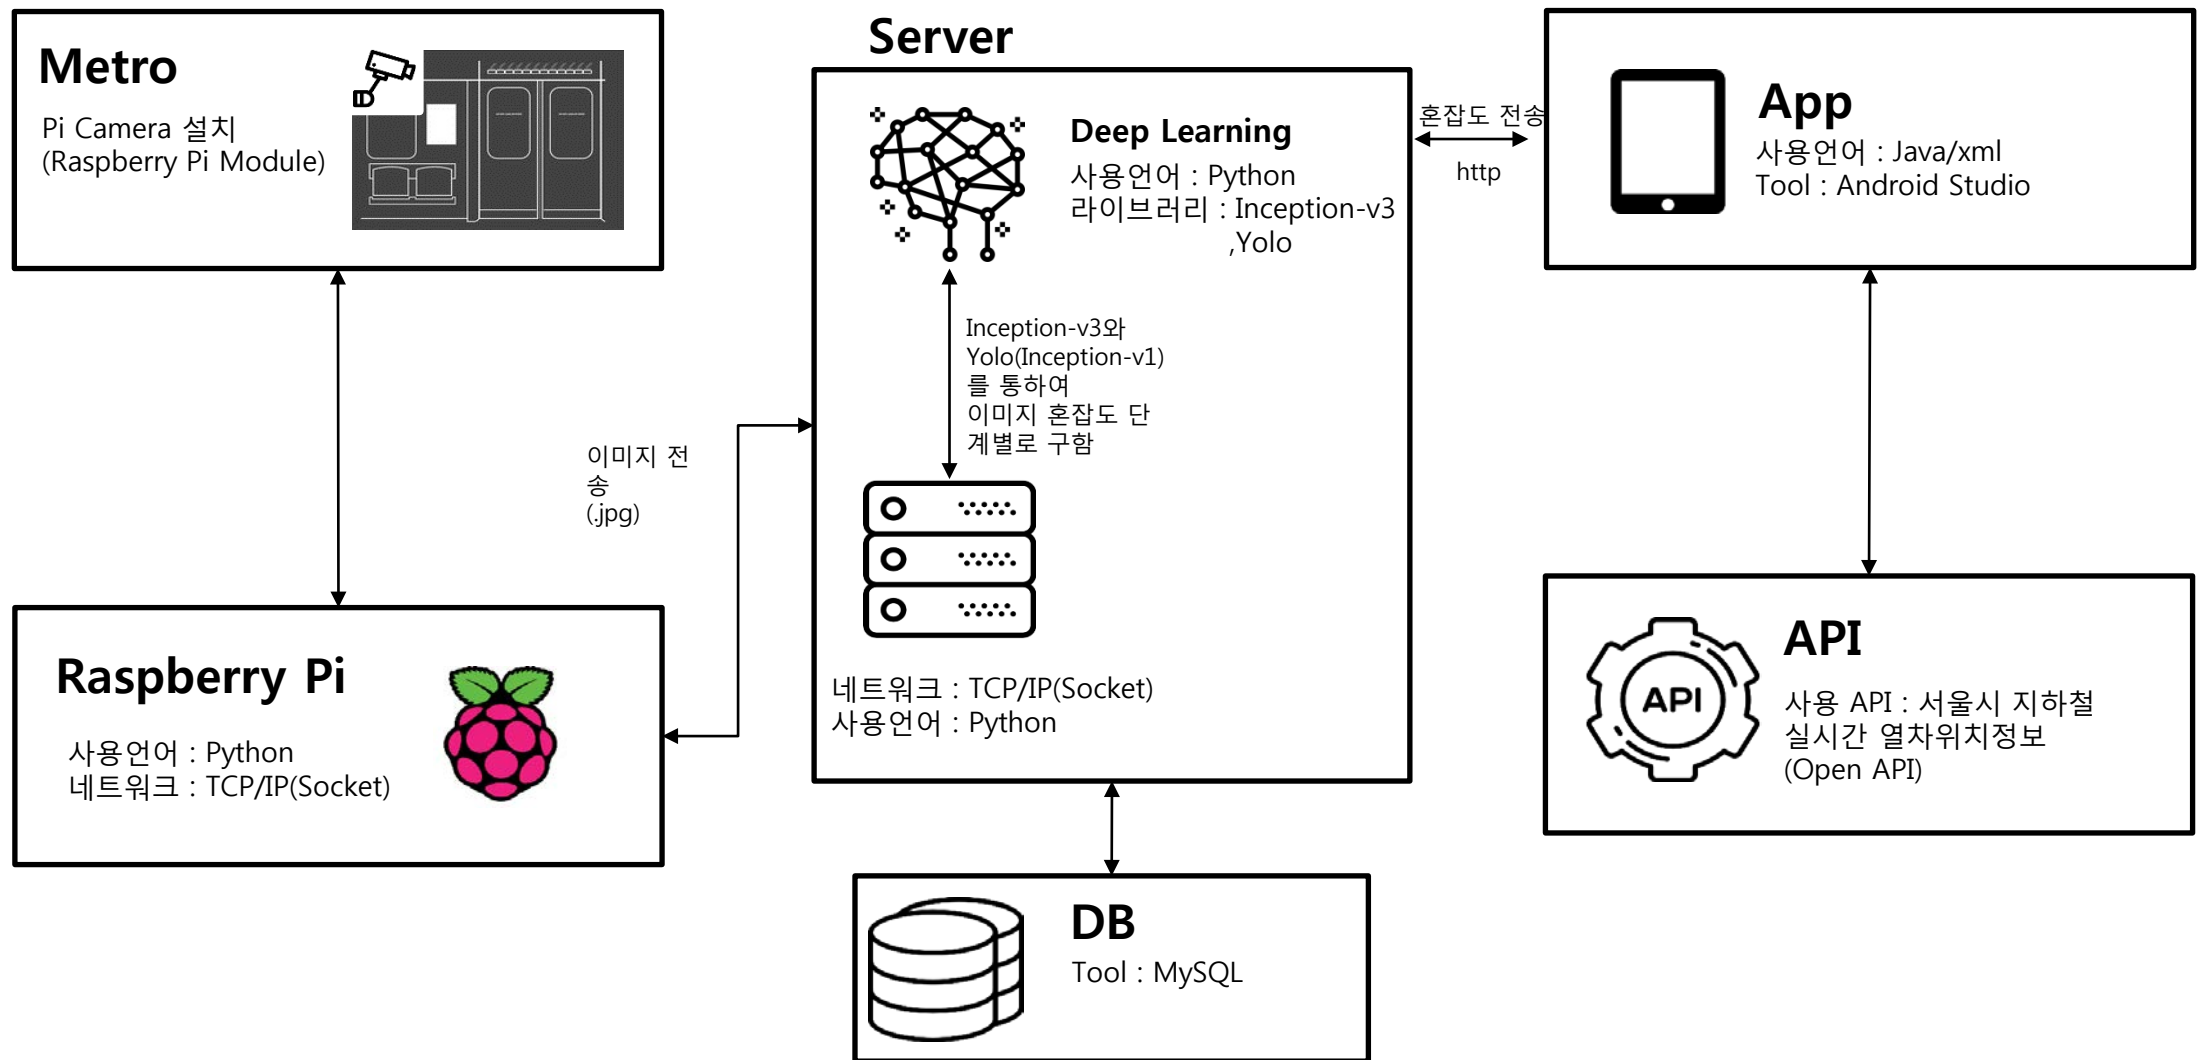 Metro
Pi Camera 설치
(Raspberry Pi Module)
Server
Deep Learning
사용언어 : Python
라이브러리 : Inception-v3
,Yolo
혼잡도 전송
http
App
사용언어 : Java/xml
Tool : Android Studio
Inception-v3와
Yolo(Inception-v1)
를 통하여
이미지 혼잡도 단
계별로 구함
이미지 전
송
(.jpg)
Raspberry Pi
사용언어 : Python
네트워크 : TCP/IP(Socket)
네트워크 : TCP/IP(Socket)
사용언어 : Python
API
API
사용 API : 서울시 지하철
실시간 열차위치정보
(Open API)
DB
Tool : MySQL